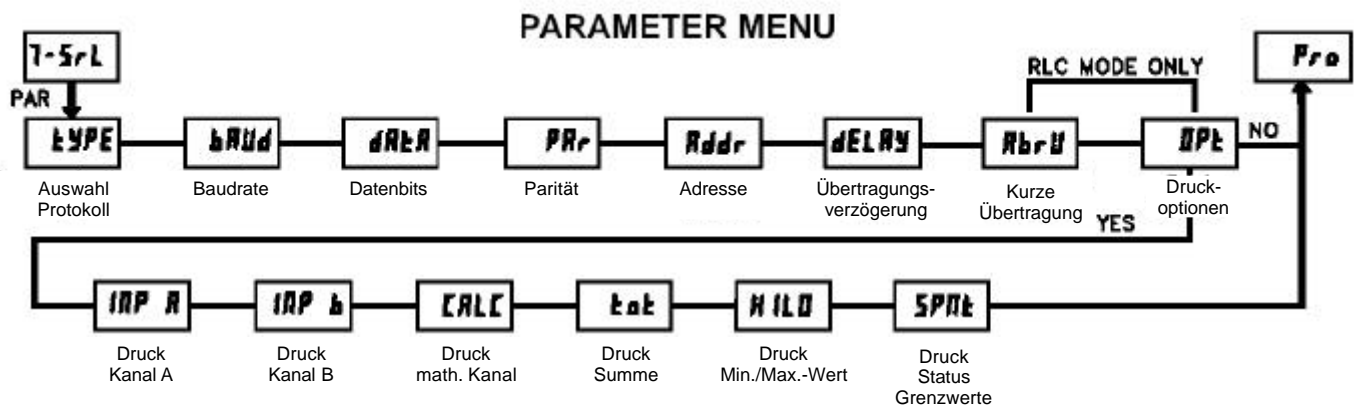 PARAMETER MENU
7-SrL
Pro
RLC MODE ONLY
PAR
tYPE
bAUd
dAtA
PAr
Addr
dELAY
AbrV
OPt
NO
Auswahl
Protokoll
Baudrate
Datenbits
Parität
Adresse
Übertragungs-
verzögerung
Kurze
Übertragung
Druck-
optionen
YES
INP A
INP b
CALC
tot
HILO
SPNt
Druck
Kanal A
Druck
Kanal B
Druck
math. Kanal
Druck
Summe
Druck
Min./Max.-Wert
Druck
Status
Grenzwerte